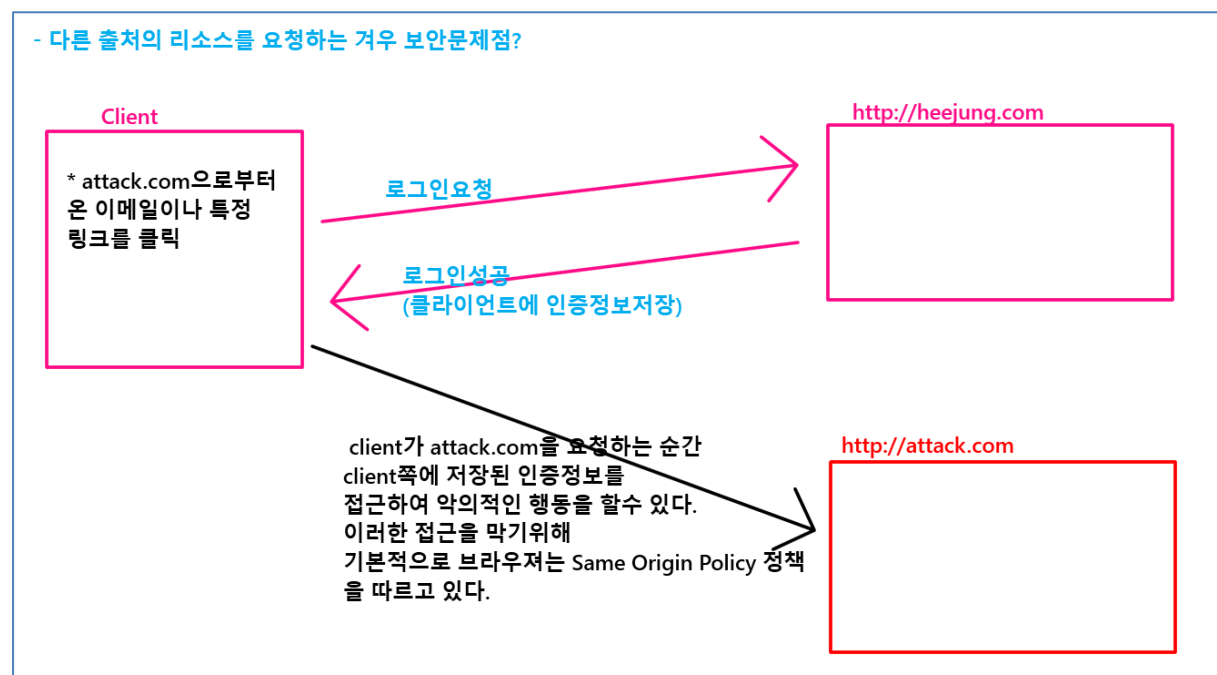 - 다른 출처의 리소스를 요청하는 겨우 보안문제점?
Client
http://heejung.com
* attack.com으로부터
온 이메일이나 특정
링크를 클릭
로그인요청
로그인성공
(클라이언트에 인증정보저장)
client가 attack.com을 요청하는 순간
client쪽에 저장된 인증정보를
접근하여 악의적인 행동을 할수 있다.
이러한 접근을 막기위해
기본적으로 브라우져는 Same Origin Policy 정책
을 따르고 있다.
http://attack.com